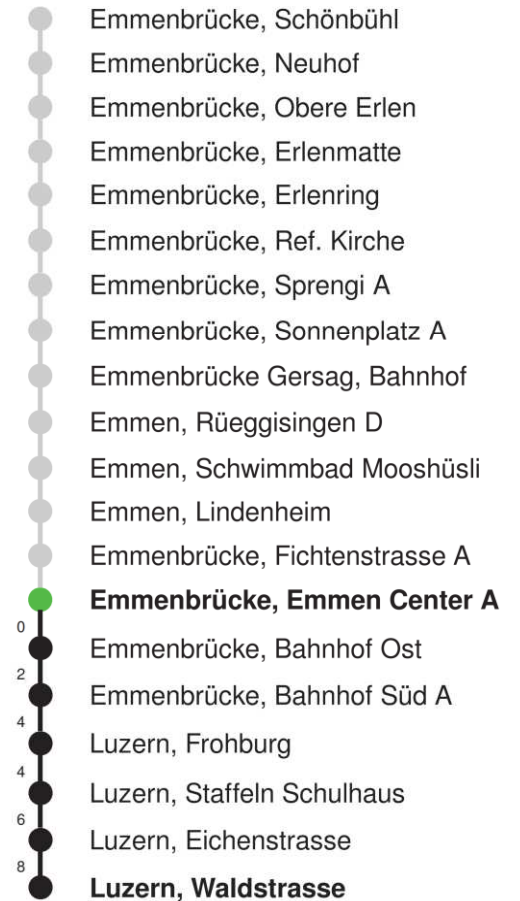 Emmenbrücke, Schönbühl
Emmenbrücke, Neuhof
Emmenbrücke, Obere Erlen
Emmenbrücke, Erlenmatte
Emmenbrücke, Erlenring
Emmenbrücke, Ref. Kirche
Emmenbrücke, Sprengi A
Emmenbrücke, Sonnenplatz A
Emmenbrücke Gersag, Bahnhof
Emmen, Rüeggisingen D
Emmen, Schwimmbad Mooshüsli
Emmen, Lindenheim
Emmenbrücke, Fichtenstrasse A
Emmenbrücke, Emmen Center A
0
Emmenbrücke, Bahnhof Ost
2
Emmenbrücke, Bahnhof Süd A
4
Luzern, Frohburg
4
Luzern, Staffeln Schulhaus
6
Luzern, Eichenstrasse
8
Luzern, Waldstrasse